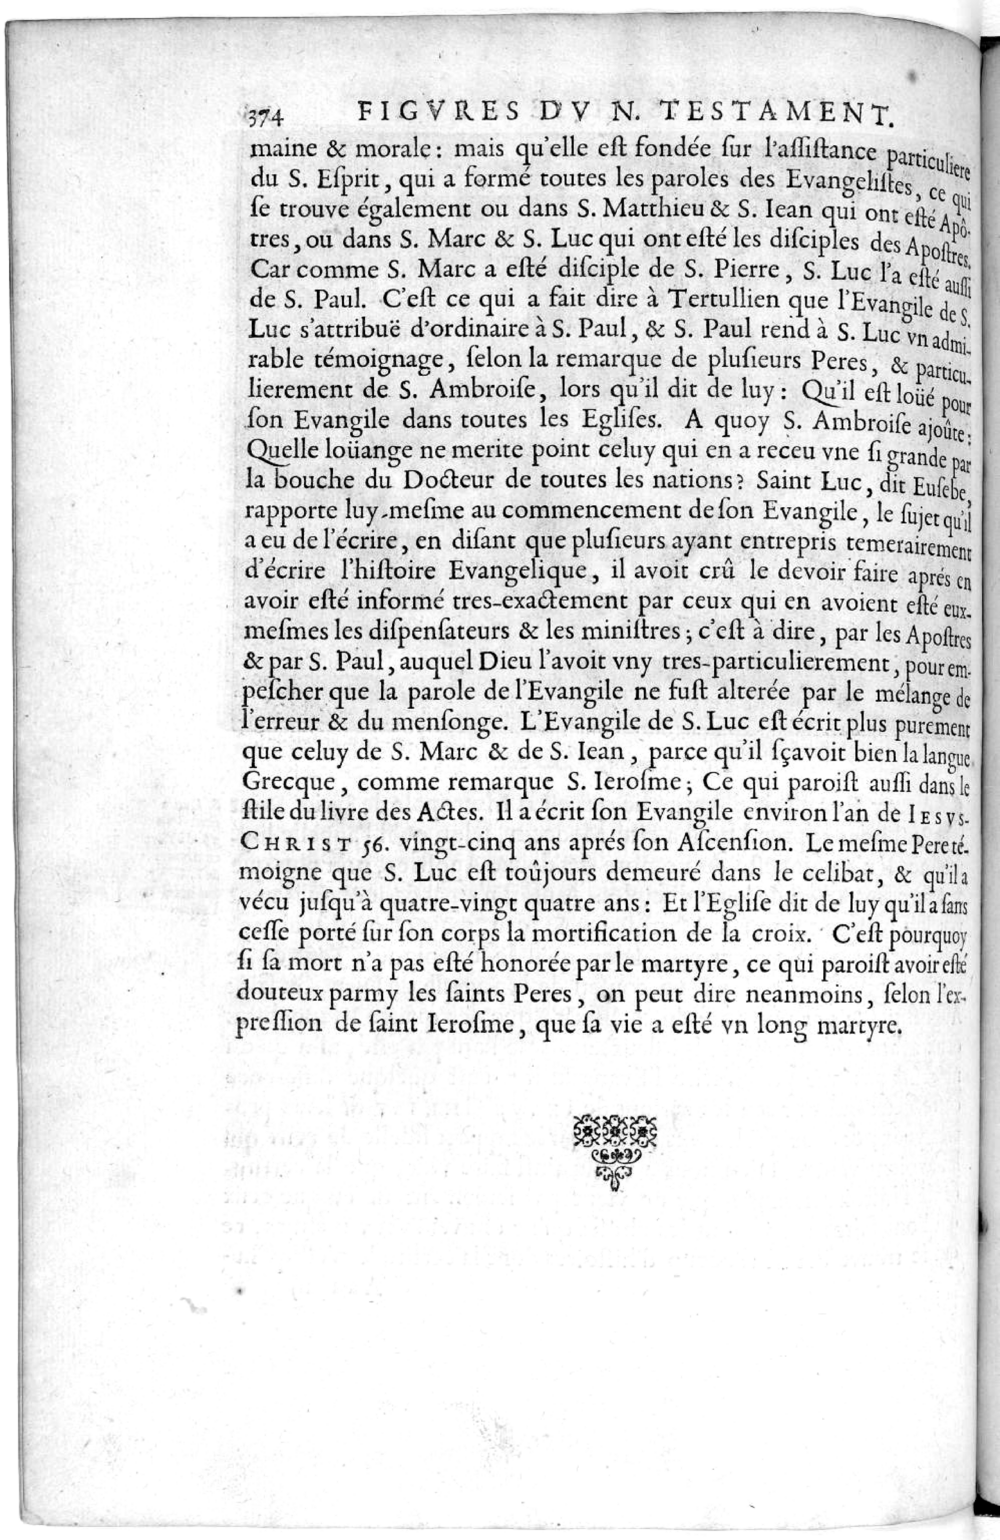 374 FIGVRES DV N. TESTAMENT.
maine & morale: mais qu'elle eſt fondée ſur l'aſſiſtance particuliere
du S. Eſprit, qui a formé toutes les paroles des Evangeliſtes, ce qui
ſe trouve également ou dans S. Matthieu & S. Iean qui ont eſté Apô-
tres, ou dans S. Marc & S. Luc qui ont eſté les diſciples des Apoſtres.
Car comme S. Marc a eſté diſciple de S. Pierre, S. Luc l'a eſté auſſi
de S. Paul. C'eſt ce qui a fait dire à Tertullien que l'Evangile de S.
Luc s'attribuë d'ordinaire à S. Paul, & S. Paul rend à S. Luc vn admi-
rable témoignage, ſelon la remarque de pluſieurs Peres, & particu-
lierement de S. Ambroiſe, lors qu'il dit de luy: Qu'il eſt loüé pour
ſon Evangile dans toutes les Egliſes. A quoy S. Ambroiſe ajoûte:
Quelle loüange ne merite point celuy qui en a receu vne ſi grande par
la bouche du Docteur de toutes les nations? Saint Luc, dit Euſebe,
rapporte luy-meſme au commencement de ſon Evangile, le ſujet qu'il
a eu de l'écrire, en diſant que pluſieurs ayant entrepris temerairement
d'écrire l'hiſtoire Evangelique, il avoit crû le devoir faire aprés en
avoir eſté informé tres-exactement par ceux qui en avoient eſté eux-
meſmes les diſpenſateurs & les miniſtres; c'eſt à dire, par les Apoſtres
& par S. Paul, auquel Dieu l'avoit vny tres-particulierement, pour em-
peſcher que la parole de l'Evangile ne fuſt alterée par le mélange de
l'erreur & du menſonge. L'Evangile de S. Luc eſt écrit plus purement
que celuy de S. Marc & de S. Iean, parce qu'il ſçavoit bien la langue
Grecque, comme remarque S. Ieroſme; Ce qui paroiſt auſſi dans le
ſtile du livre des Actes. Il a écrit ſon Evangile environ l'an de IESVS-
CHRIST 56. vingt-cinq ans aprés ſon Aſcenſion. Le meſme Pere té-
moigne que S. Luc eſt toûjours demeuré dans le celibat, & qu'il a
vécu juſqu'à quatre-vingt quatre ans: Et l'Egliſe dit de luy qu'il a ſans
ceſſe porté ſur ſon corps la mortification de la croix. C'eſt pourquoy
ſi ſa mort n'a pas eſté honorée par le martyre, ce qui paroiſt avoir eſté
douteux parmy les ſaints Peres, on peut dire neanmoins, ſelon l'ex-
preſſion de ſaint Ieroſme, que ſa vie a eſté vn long martyre.